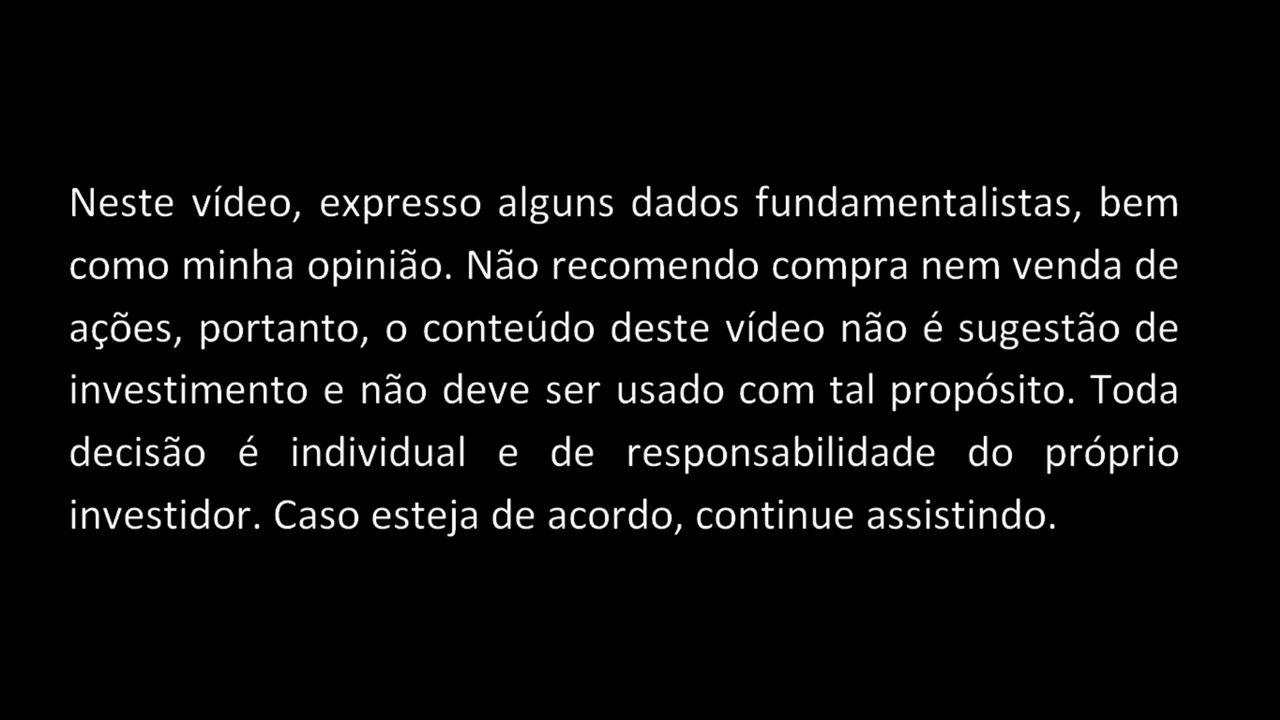 Neste vídeo, expresso alguns dados fundamentalistas, bem
como minha opinião. Não recomendo compra nem venda de
ações, portanto, o conteúdo deste vídeo não é sugestão de
investimento e não deve ser usado com tal propósito. Toda
decisão é individual e de responsabilidade do próprio
investidor. Caso esteja de acordo, continue assistindo.